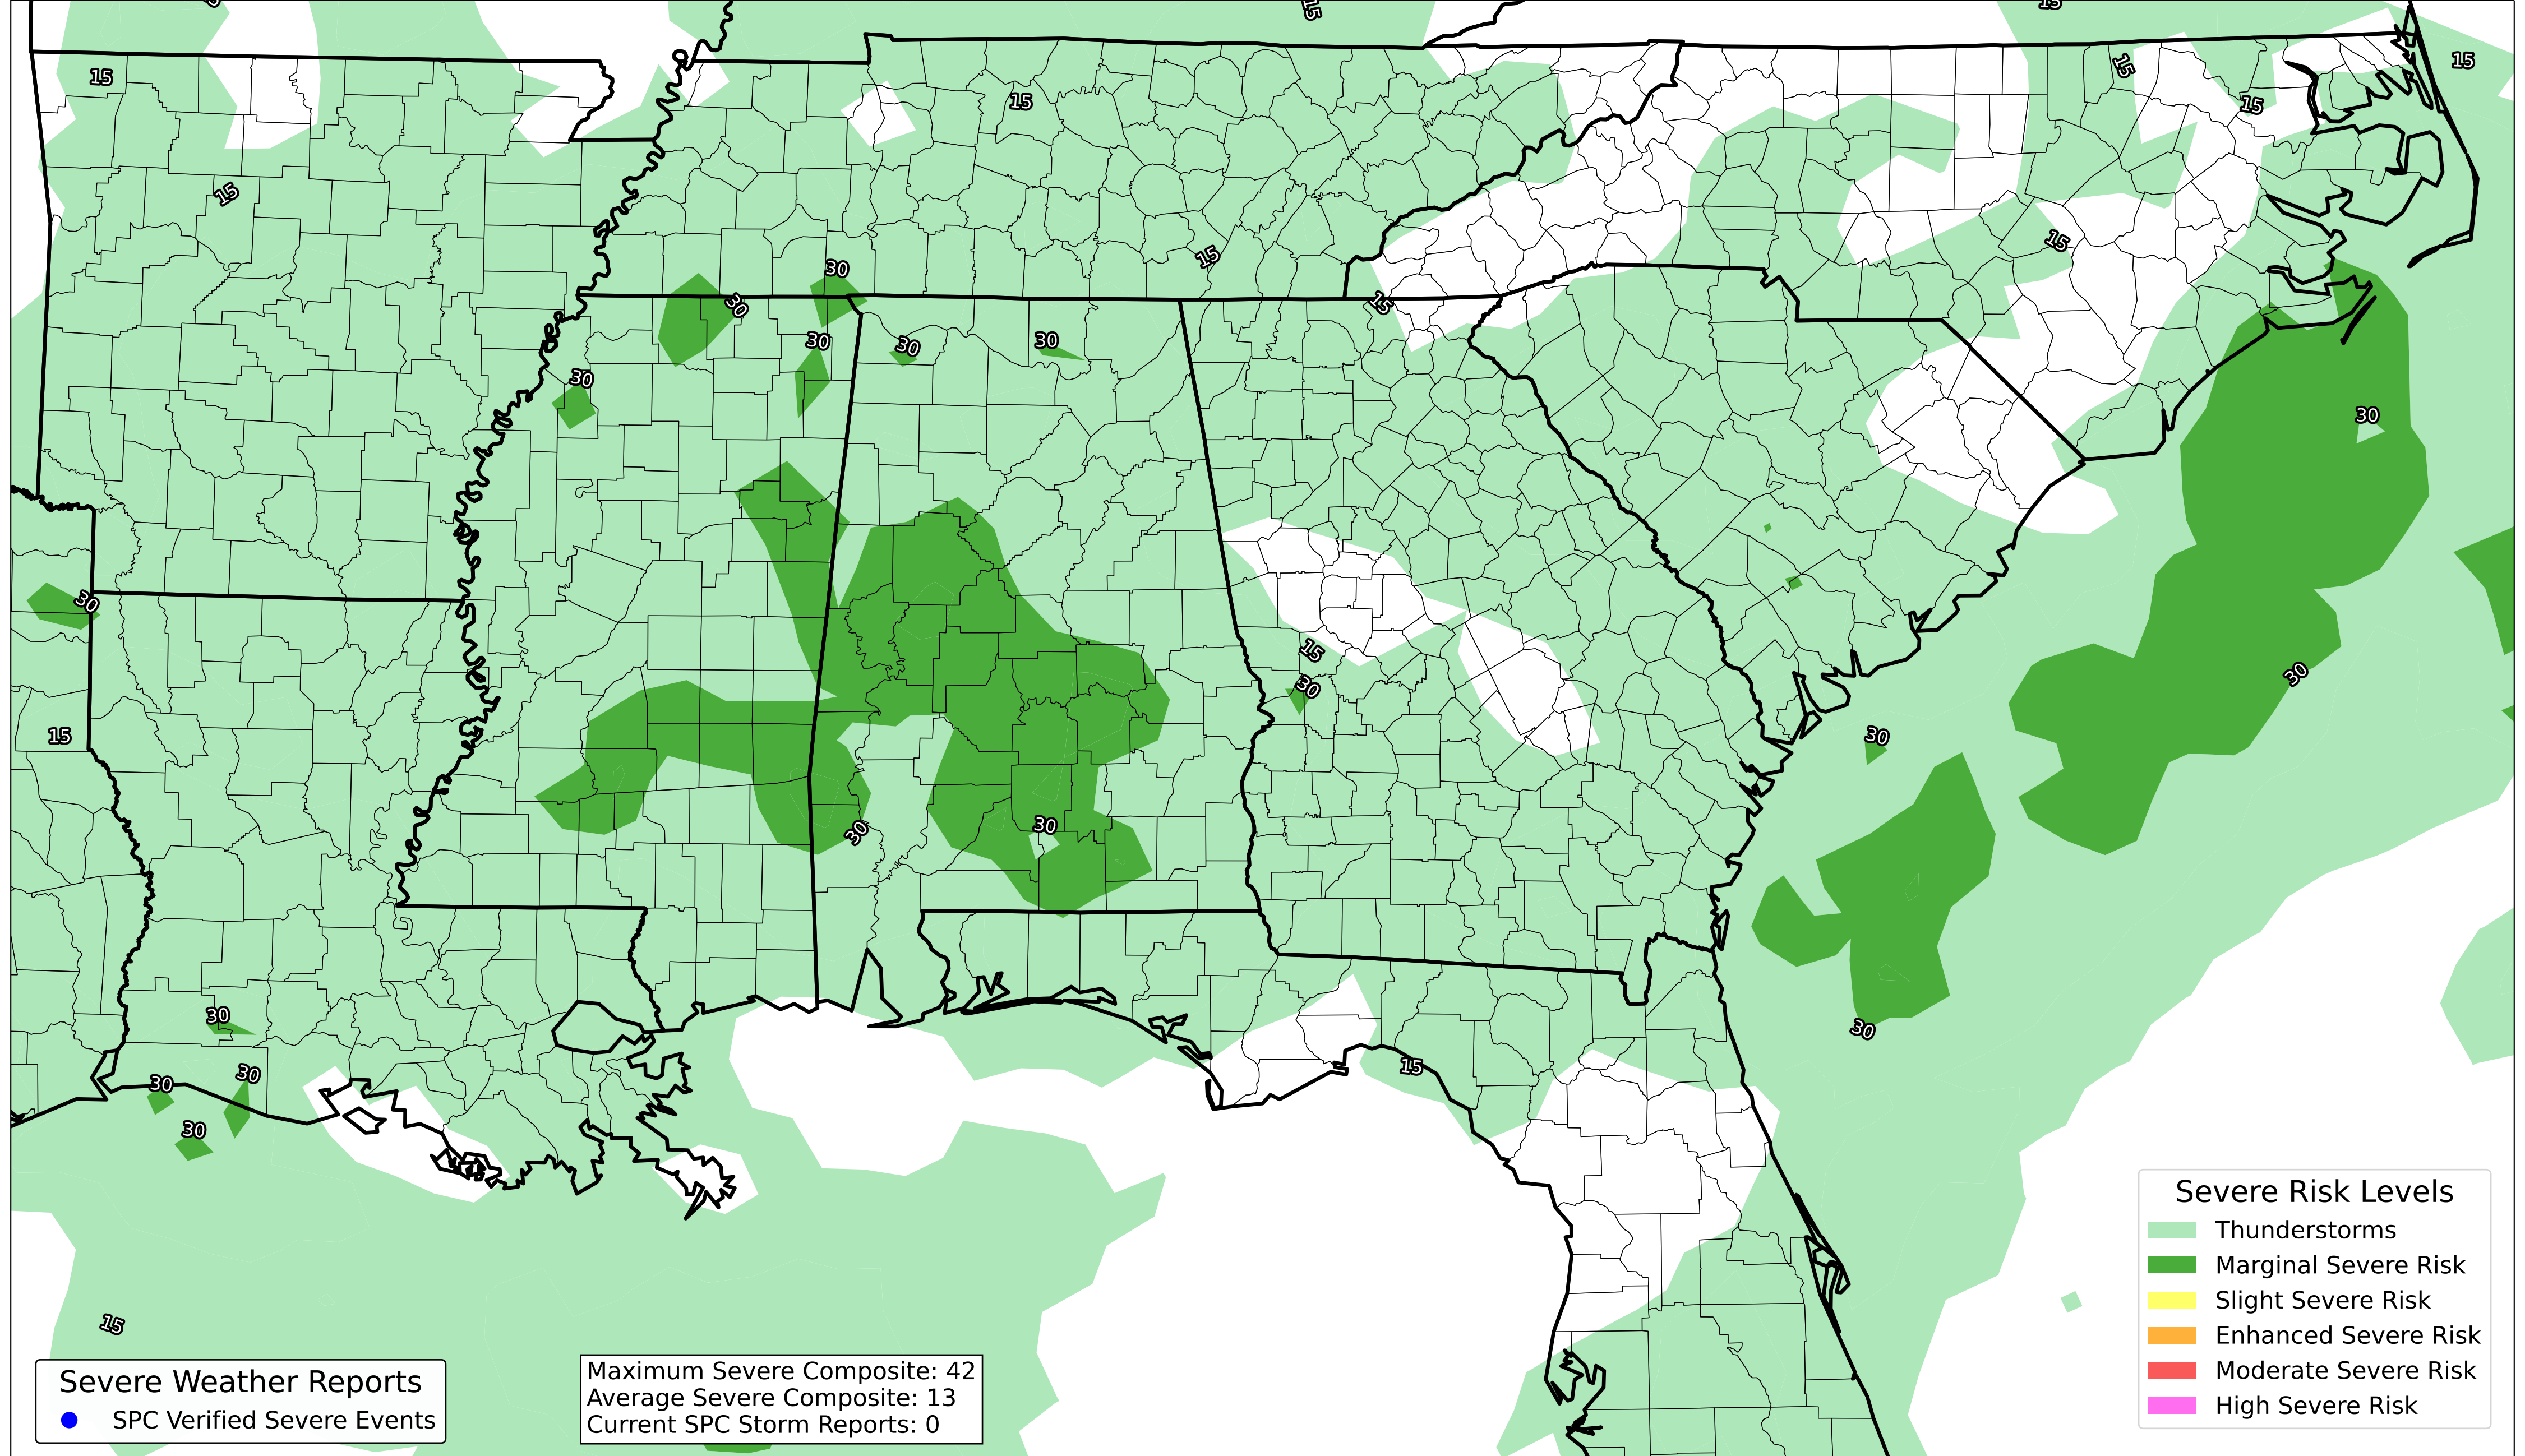 15
15
15
15
15
15
15
15
30
15
15
30
30
30
30
30
30
30
15
30
30
30
15
30
30
30
30
30
30
15
30
30
30
15
Severe Weather Reports
SPC Verified Severe Events
Maximum Severe Composite: 42
Average Severe Composite: 13
Current SPC Storm Reports: 0
Severe Risk Levels
Thunderstorms
Marginal Severe Risk
Slight Severe Risk
Enhanced Severe Risk
Moderate Severe Risk
High Severe Risk